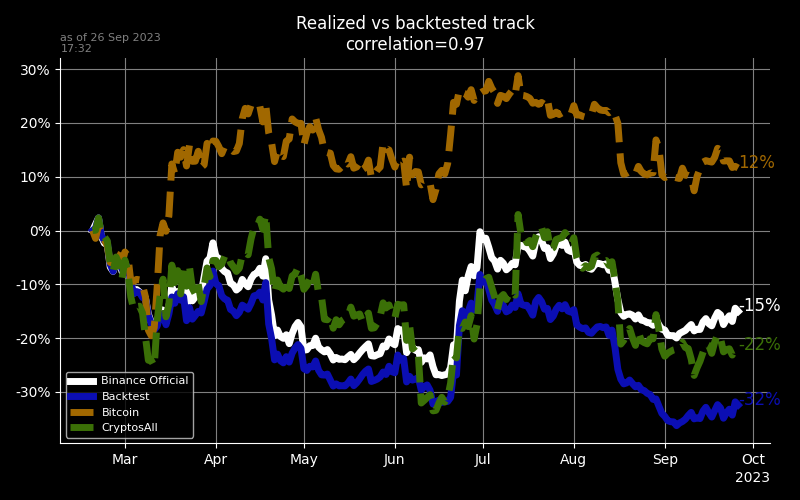 Realized vs backtested track
correlation=0.97
as of 26 Sep 2023
17:32
30%
20%
10%
0%
-10%
-20%
-30%
12%
-15%
-22%
-32%
Binance Official
Backtest
Bitcoin
CryptosAll
Mar Apr May Jun Jul Aug Sep Oct
2023